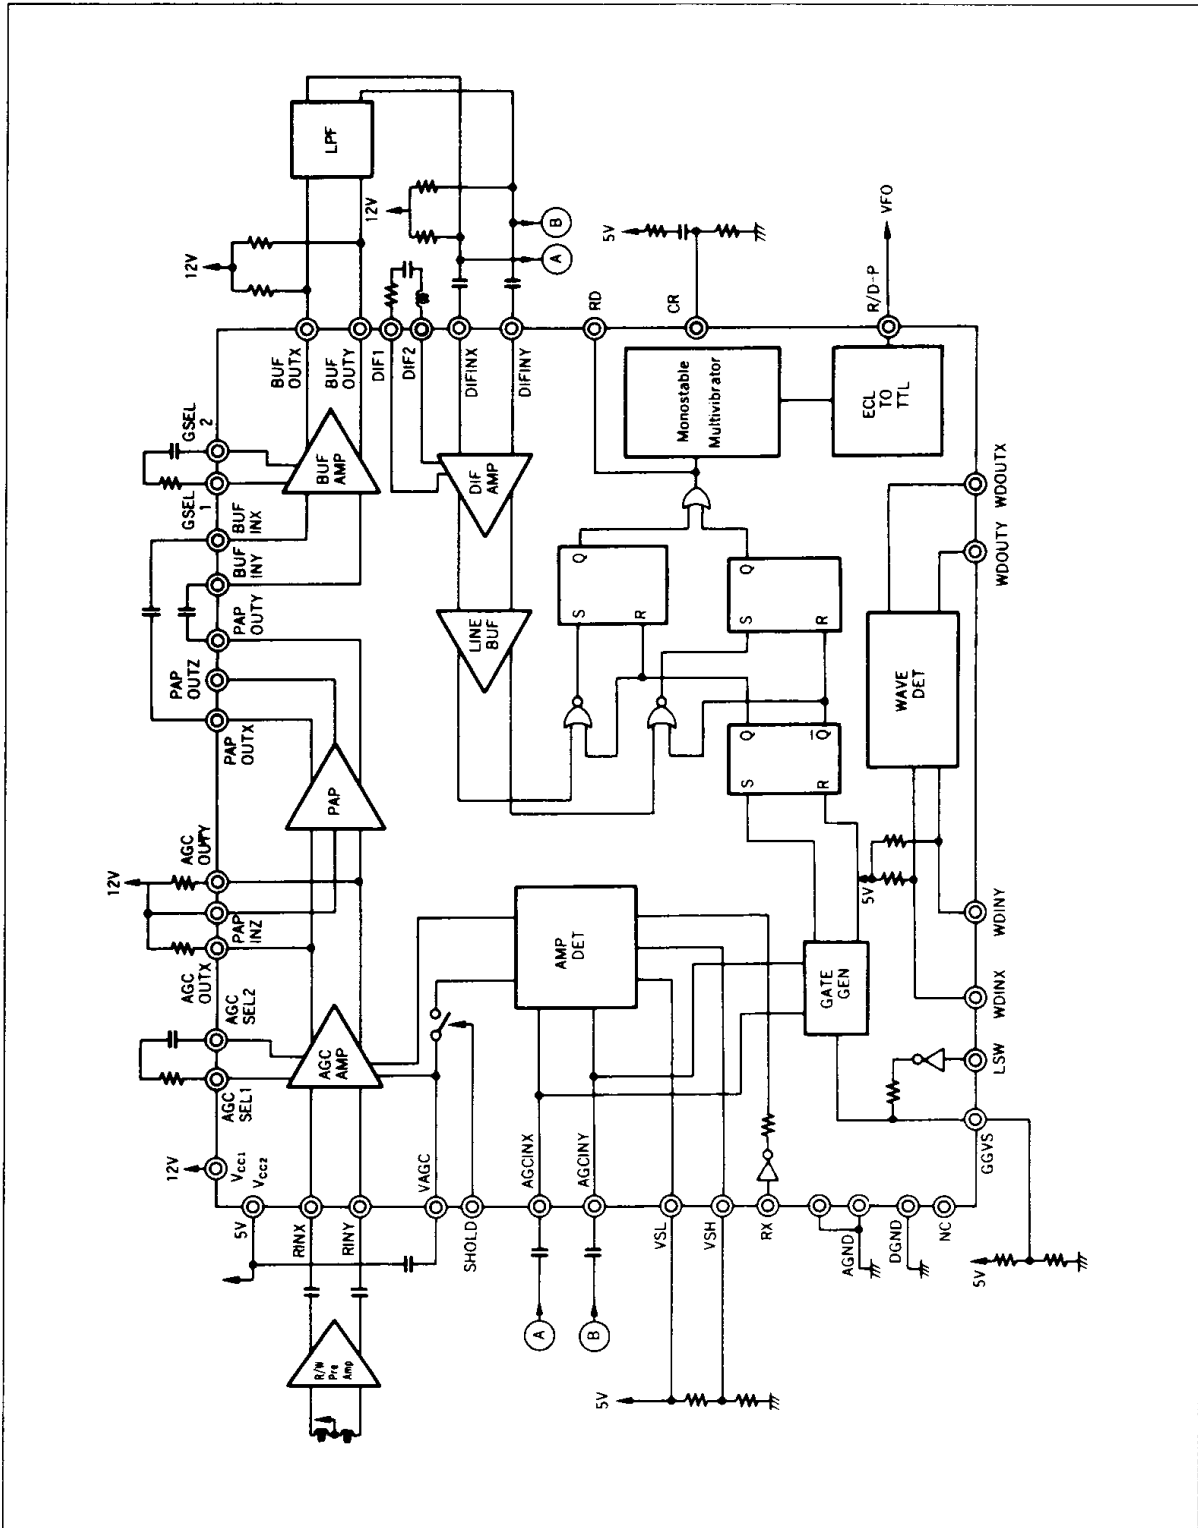 12V
12V
12V
AGC
SEL1
AGC
SEL2
AGC
OUTX
PAP
INZ
AGC
OUTY
PAP
OUTX
PAP
OUTZ
PAP
OUTY
BUF
INY
BUF
INX
GSEL
1
GSEL
2
VCC1
VCC2
5V
R/W
Pre
Amp
RINX
RINY
AGC
AMP
PAP
BUF
AMP
BUF
OUTX
BUF
OUTY
LPF
12V
DIF1
DIF2
VAGC
SHOLD
DIFINX
DIFINY
DIF
AMP
LINE
BUF
A
B
AGCINX
AGCINY
A
B
AMP
DET
S
Q
R
RD
5V
5V
VSL
VSH
RX
Monostable
Multivibrator
CR
S
Q
R
S
Q
R
Q̅
AGND
DGND
NC
GATE
GEN
5V
WAVE
DET
ECL
TO
TTL
R/D-P
VFO
5V
GGVS
LSW
WDINX
WDINY
WDOUTY
WDOUTX